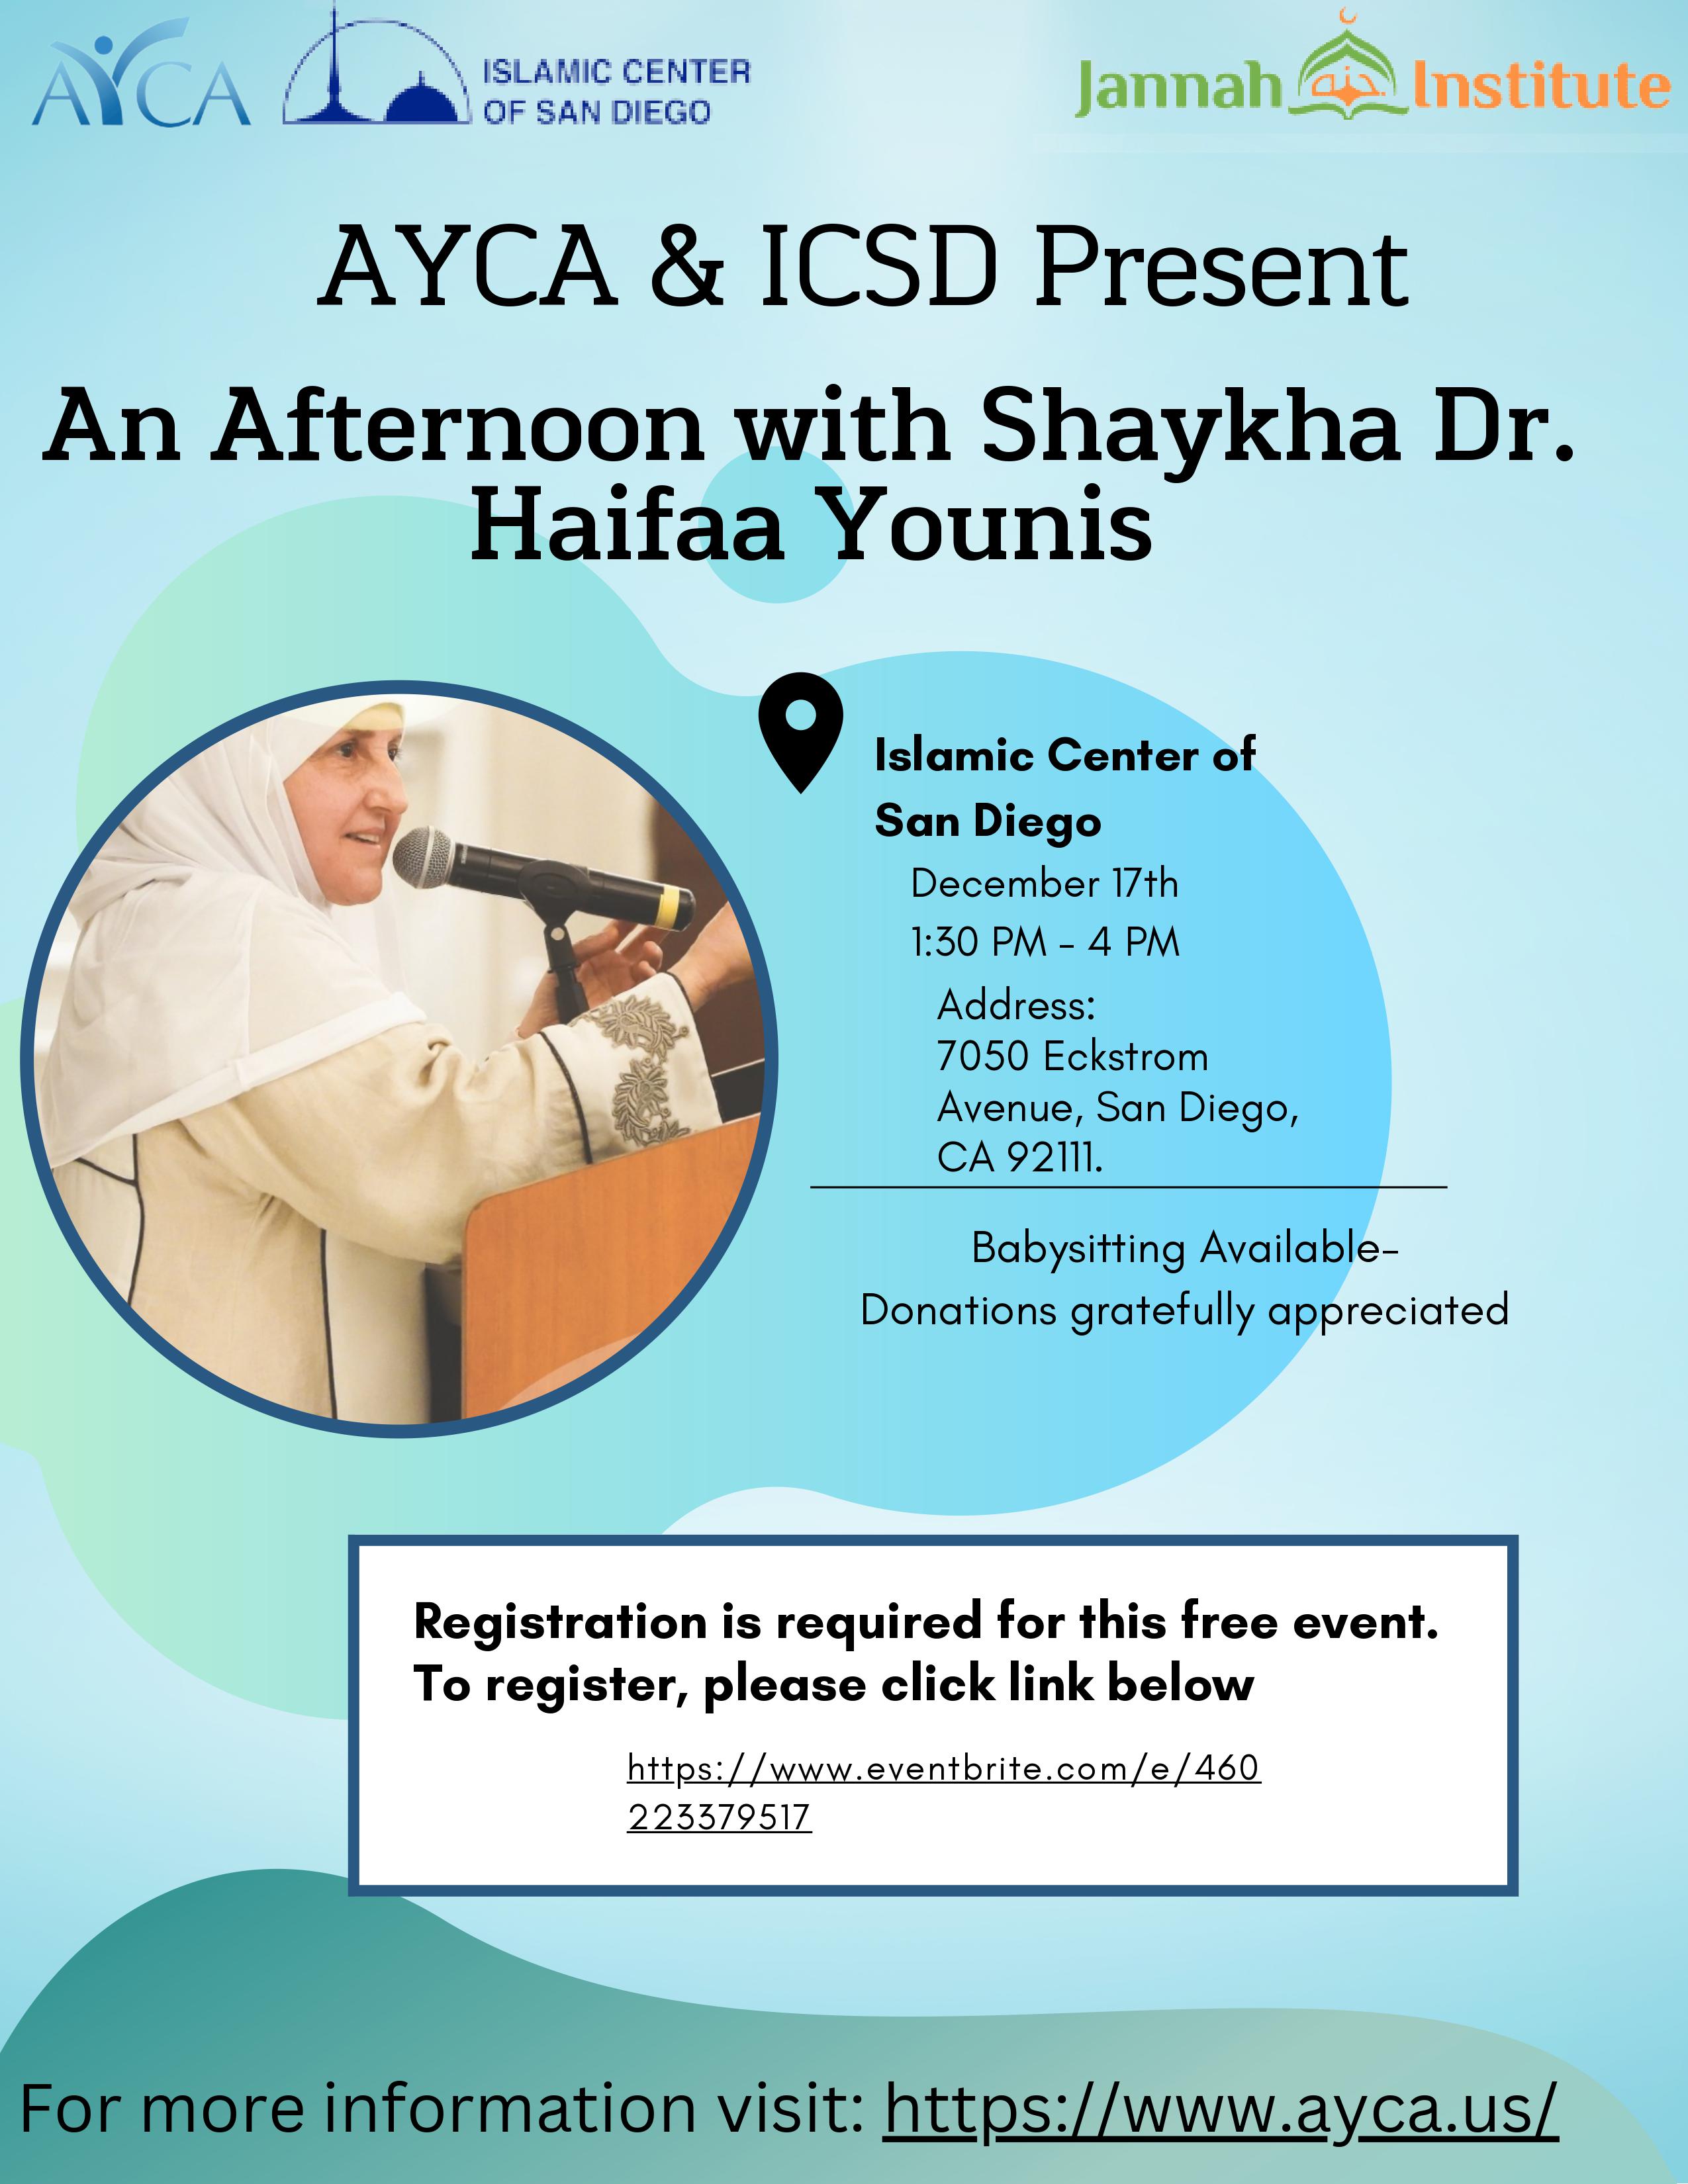 AYCA
ISLAMIC CENTER
OF SAN DIEGO
Jannah جنة Institute
AYCA & ICSD Present
An Afternoon with Shaykha Dr.
Haifaa Younis
Islamic Center of
San Diego
December 17th
1:30 PM - 4 PM
Address:
7050 Eckstrom
Avenue, San Diego,
CA 92111.
Babysitting Available-
Donations gratefully appreciated
Registration is required for this free event.
To register, please click link below
https://www.eventbrite.com/e/460
223379517
For more information visit: https://www.ayca.us/